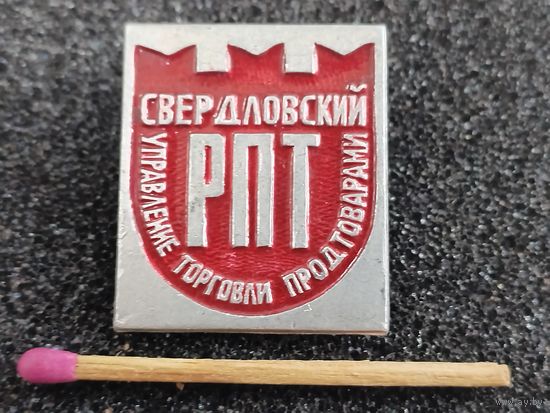 СВЕРДЛОВСКИЙ
РПТ
УПРАВЛЕНИЕ ТОРГОВЛИ ПРОДТОВАРАМИ